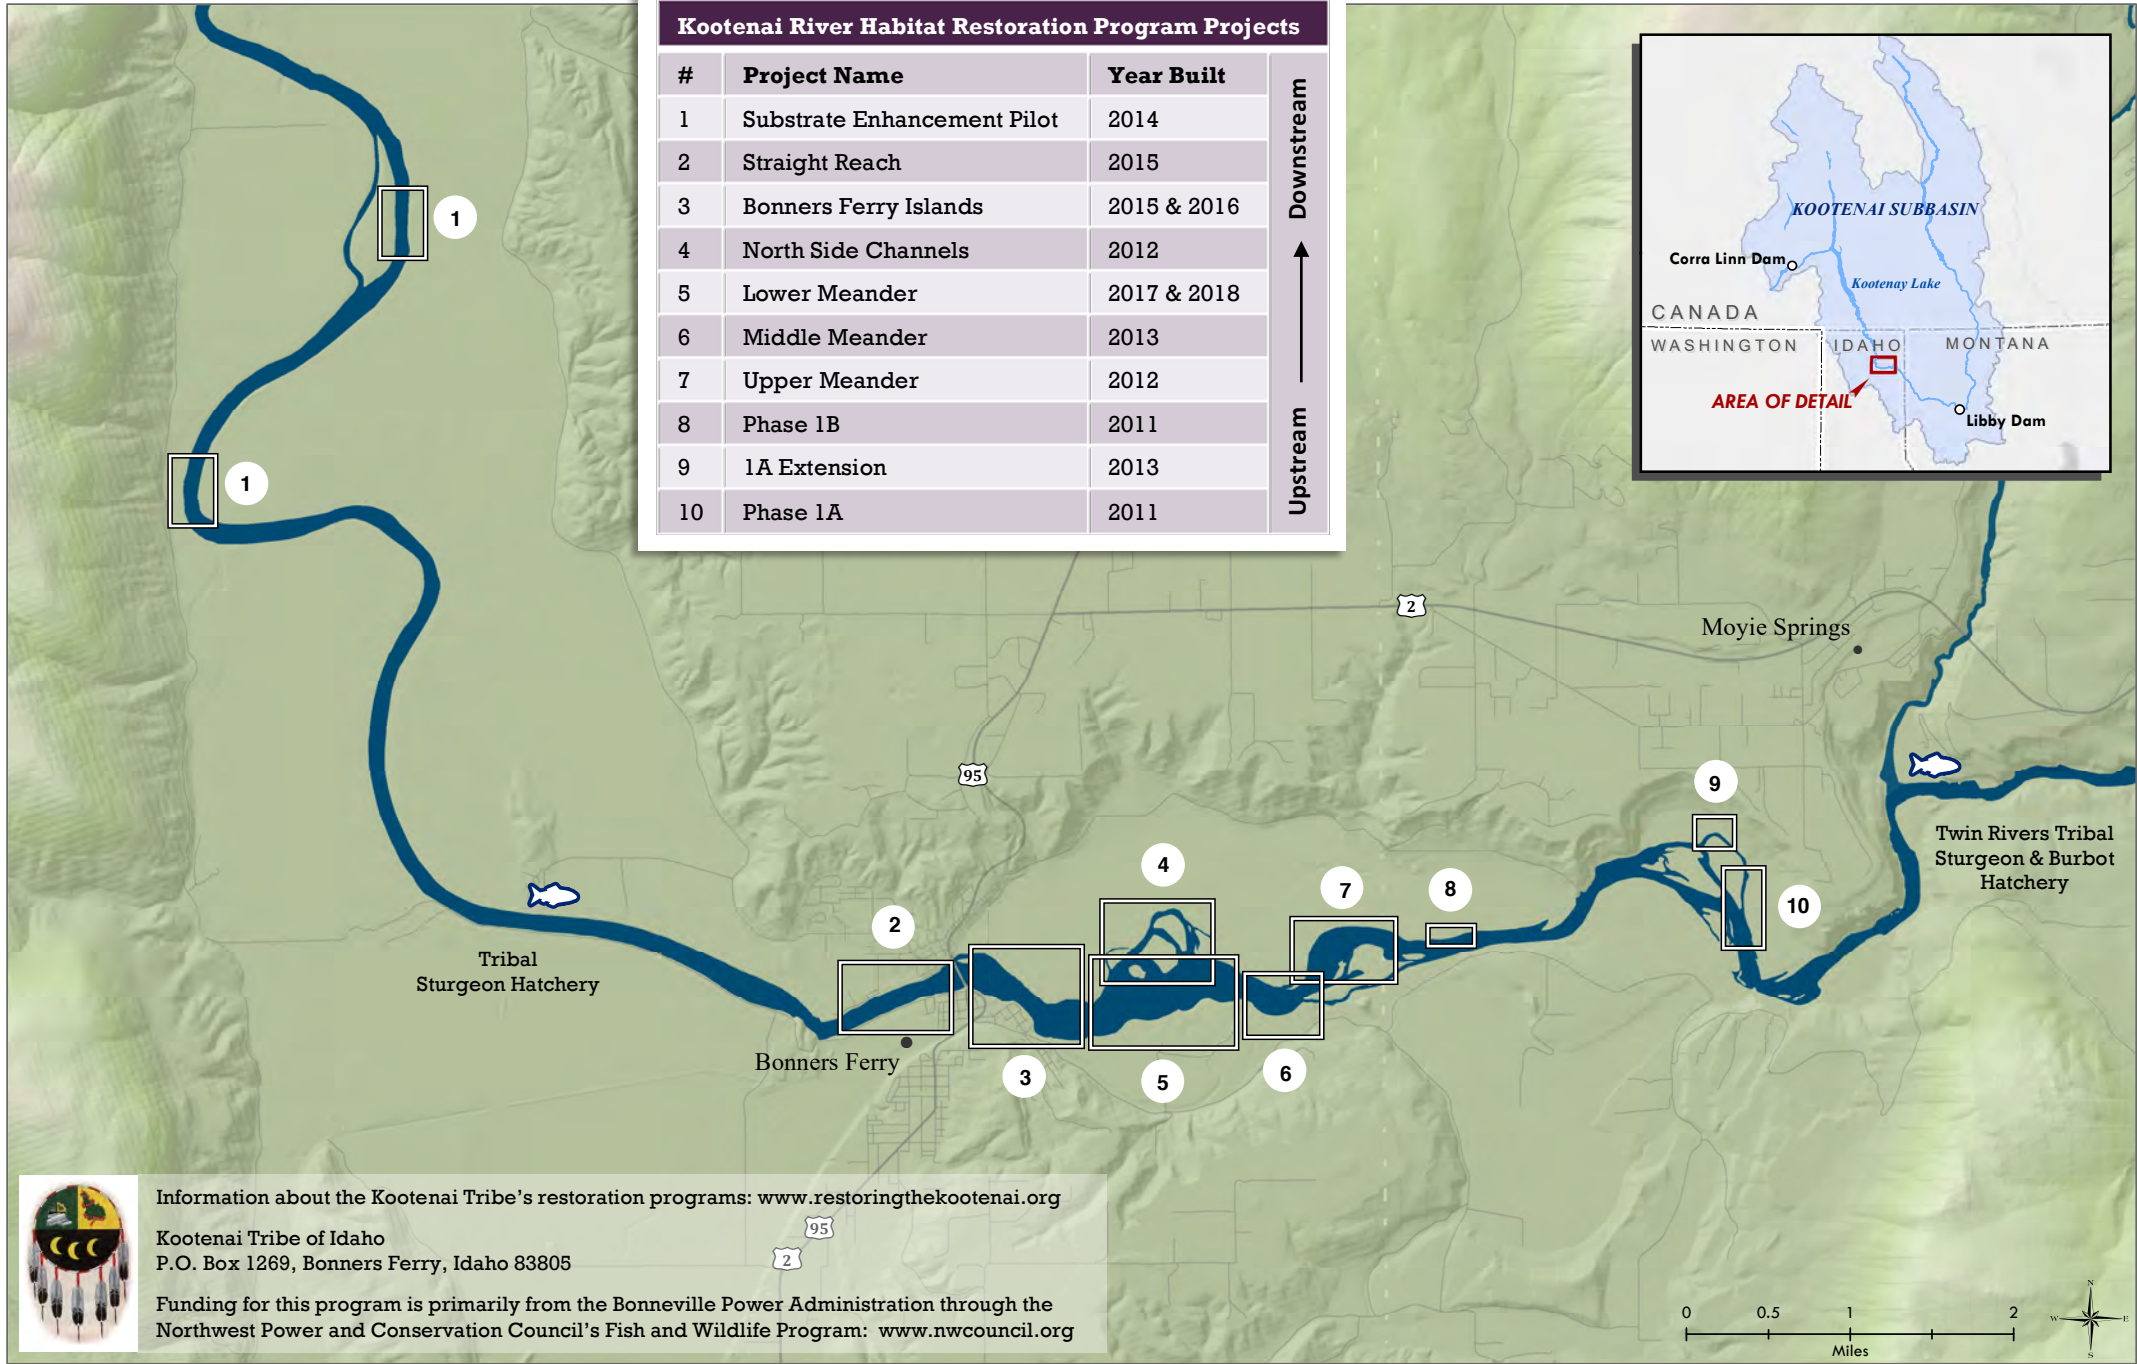 Kootenai River Habitat Restoration Program Projects
# Project Name Year Built
1 Substrate Enhancement Pilot 2014
2 Straight Reach 2015
3 Bonners Ferry Islands 2015 & 2016
4 North Side Channels 2012
5 Lower Meander 2017 & 2018
6 Middle Meander 2013
7 Upper Meander 2012
8 Phase 1B 2011
9 1A Extension 2013
10 Phase 1A 2011
Downstream
Upstream
KOOTENAI SUBBASIN
Corra Linn Dam
Kootenay Lake
CANADA
WASHINGTON
IDAHO
MONTANA
AREA OF DETAIL
Libby Dam
1
1
2
Moyie Springs
95
9
Twin Rivers Tribal
Sturgeon & Burbot
Hatchery
4
7
8
10
2
Tribal
Sturgeon Hatchery
Bonners Ferry
3
5
6
Information about the Kootenai Tribe's restoration programs: www.restoringthekootenai.org
95
2
Kootenai Tribe of Idaho
P.O. Box 1269, Bonners Ferry, Idaho 83805
Funding for this program is primarily from the Bonneville Power Administration through the
Northwest Power and Conservation Council's Fish and Wildlife Program: www.nwcouncil.org
0 0.5 1 2
Miles
N
W E
S